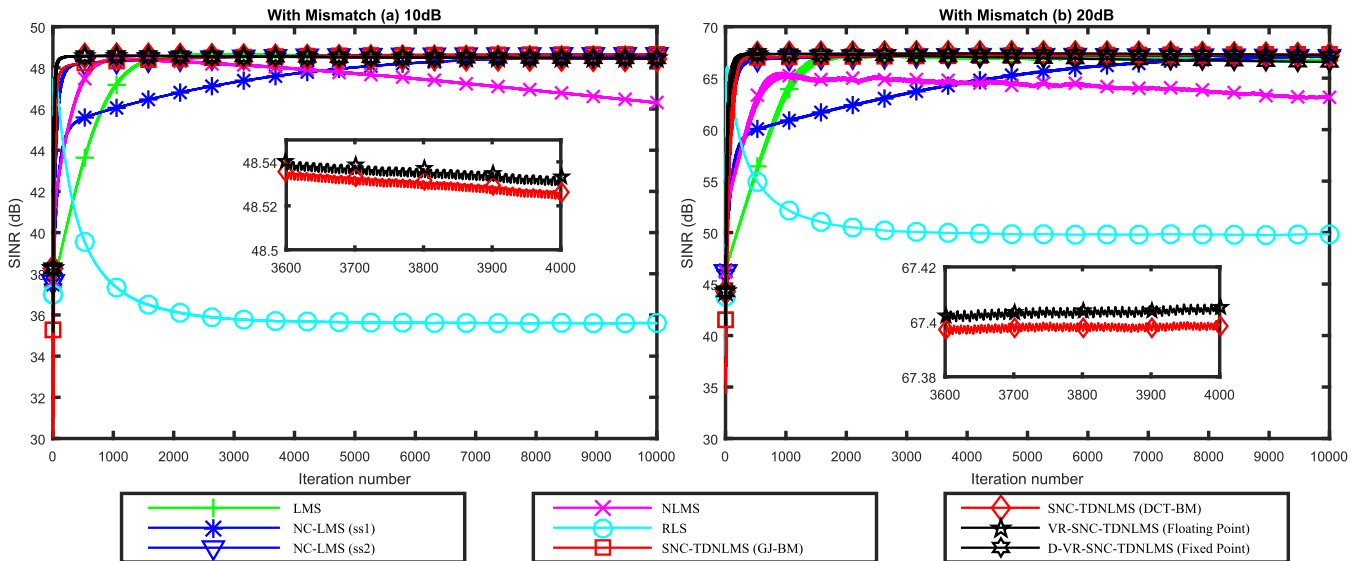 With Mismatch (a) 10dB
50
48
46
44
42
40
38
36
34
32
30
SINR (dB)
48.54
48.52
48.5
3600 3700 3800 3900 4000
0 1000 2000 3000 4000 5000 6000 7000 8000 9000 10000
Iteration number
With Mismatch (b) 20dB
70
65
60
55
50
45
40
35
30
SINR (dB)
67.42
67.4
67.38
3600 3700 3800 3900 4000
0 1000 2000 3000 4000 5000 6000 7000 8000 9000 10000
Iteration number
LMS
NC-LMS (ss1)
NC-LMS (ss2)
NLMS
RLS
SNC-TDNLMS (GJ-BM)
SNC-TDNLMS (DCT-BM)
VR-SNC-TDNLMS (Floating Point)
D-VR-SNC-TDNLMS (Fixed Point)